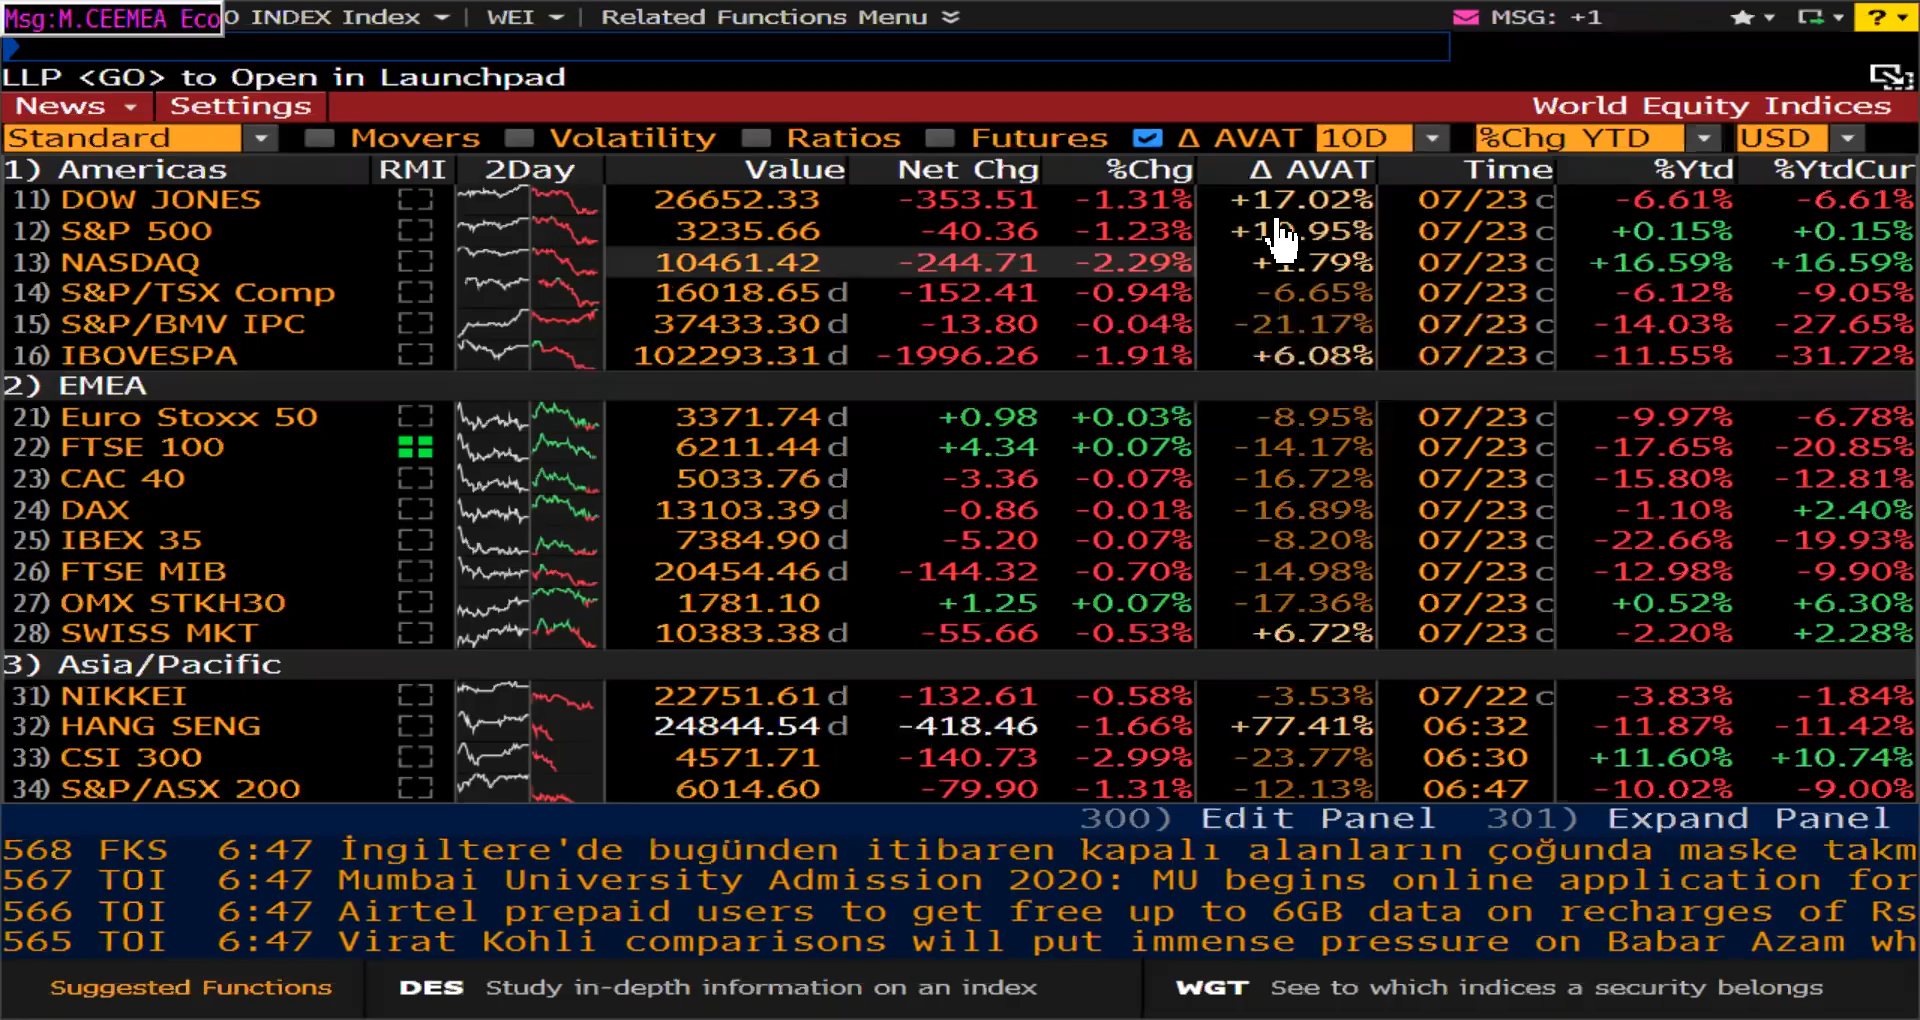 Msg:M.CEEMEA Eco 0 INDEX Index WEI Related Functions Menu MSG: +1 ?
LLP <GO> to Open in Launchpad
News Settings World Equity Indices
Standard Movers Volatility Ratios Futures Δ AVAT 10D %Chg YTD USD
1) Americas RMI 2Day Value Net Chg %Chg Δ AVAT Time %Ytd %YtdCur
11) DOW JONES 26652.33 -353.51 -1.31% +17.02% 07/23 c -6.61% -6.61%
12) S&P 500 3235.66 -40.36 -1.23% 07/23 c +0.15% +0.15%
13) NASDAQ 10461.42 -244.71 -2.29% +1.79% 07/23 c +16.59% +16.59%
14) S&P/TSX Comp 16018.65 d -152.41 -0.94% -6.65% 07/23 c -6.12% -9.05%
15) S&P/BMV IPC 37433.30 d -13.80 -0.04% -21.17% 07/23 c -14.03% -27.65%
16) IBOVESPA 102293.31 d -1996.26 -1.91% +6.08% 07/23 c -11.55% -31.72%
2) EMEA
21) Euro Stoxx 50 3371.74 d +0.98 +0.03% -8.95% 07/23 c -9.97% -6.78%
22) FTSE 100 6211.44 d +4.34 +0.07% -14.17% 07/23 c -17.65% -20.85%
23) CAC 40 5033.76 d -3.36 -0.07% -16.72% 07/23 c -15.80% -12.81%
24) DAX 13103.39 d -0.86 -0.01% -16.89% 07/23 c -1.10% +2.40%
25) IBEX 35 7384.90 d -5.20 -0.07% -8.20% 07/23 c -22.66% -19.93%
26) FTSE MIB 20454.46 d -144.32 -0.70% -14.98% 07/23 c -12.98% -9.90%
27) OMX STKH30 1781.10 +1.25 +0.07% -17.36% 07/23 c +0.52% +6.30%
28) SWISS MKT 10383.38 d -55.66 -0.53% +6.72% 07/23 c -2.20% +2.28%
3) Asia/Pacific
31) NIKKEI 22751.61 d -132.61 -0.58% -3.53% 07/22 c -3.83% -1.84%
32) HANG SENG 24844.54 d -418.46 -1.66% +77.41% 06:32 -11.87% -11.42%
33) CSI 300 4571.71 -140.73 -2.99% -23.77% 06:30 +11.60% +10.74%
34) S&P/ASX 200 6014.60 -79.90 -1.31% -12.13% 06:47 -10.02% -9.00%
300) Edit Panel 301) Expand Panel
568 FKS 6:47 İngiltere'de bugünden itibaren kapalı alanların çoğunda maske takm
567 TOI 6:47 Mumbai University Admission 2020: MU begins online application for
566 TOI 6:47 Airtel prepaid users to get free up to 6GB data on recharges of Rs
565 TOI 6:47 Virat Kohli comparisons will put immense pressure on Babar Azam wh
Suggested Functions DES Study in-depth information on an index WGT See to which indices a security belongs